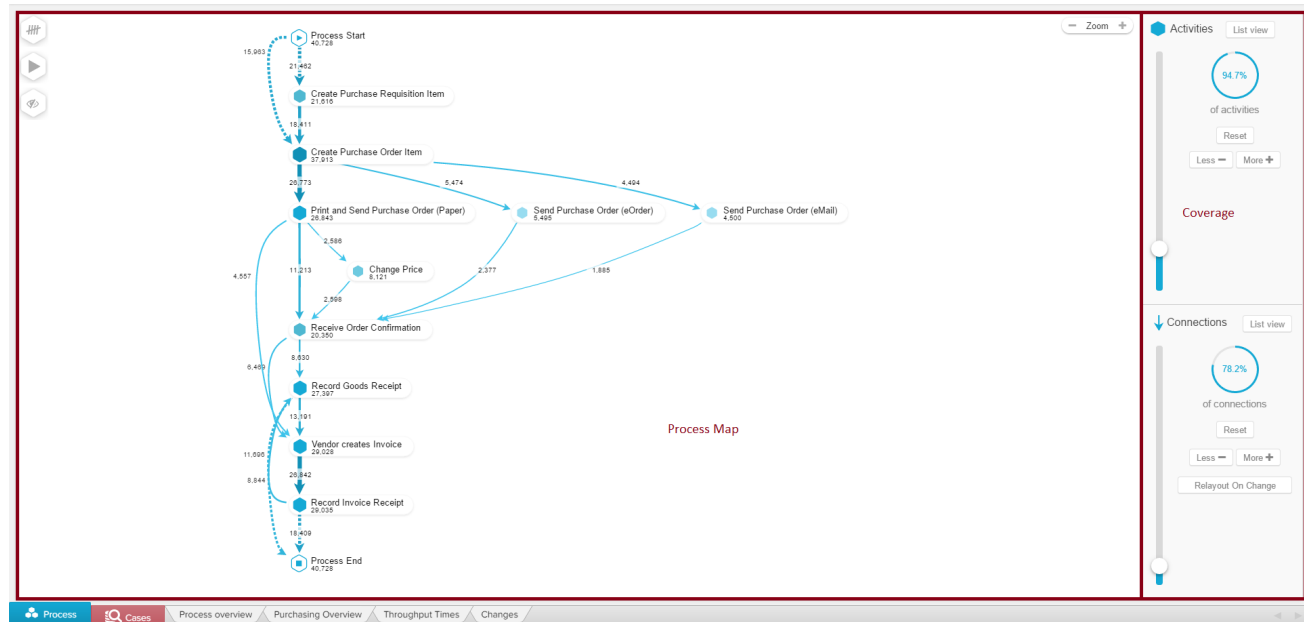 Process Start
40,728
Zoom
15,963
21,462
Create Purchase Requisition Item
21,616
18,411
Create Purchase Order Item
37,913
26,773
5,474
4,494
Print and Send Purchase Order (Paper)
26,843
Send Purchase Order (eOrder)
5,495
Send Purchase Order (eMail)
4,500
2,586
4,557
11,213
Change Price
8,121
2,377
1,885
2,598
Receive Order Confirmation
20,350
8,630
6,469
Record Goods Receipt
27,397
13,191
Process Map
Vendor creates Invoice
29,028
11,696
26,842
8,844
Record Invoice Receipt
29,035
18,409
Process End
40,728
Activities
List view
94.7%
of activities
Reset
Less
More
Coverage
Connections
List view
78.2%
of connections
Reset
Less
More
Relayout On Change
Process
Cases
Process overview
Purchasing Overview
Throughput Times
Changes